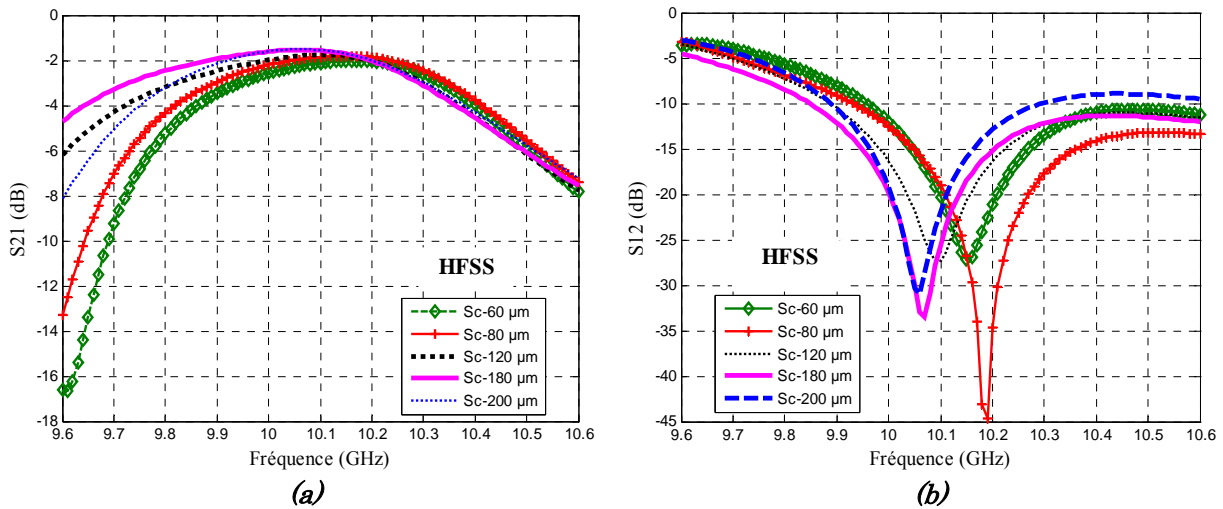 0
-2
-4
-6
-8
-10
-12
-14
-16
-18
S21 (dB)
HFSS
Sc-60 µm
Sc-80 µm
Sc-120 µm
Sc-180 µm
Sc-200 µm
9.6 9.7 9.8 9.9 10 10.1 10.2 10.3 10.4 10.5 10.6
Fréquence (GHz)
(a)
0
-5
-10
-15
-20
-25
-30
-35
-40
-45
S12 (dB)
HFSS
Sc-60 µm
Sc-80 µm
Sc-120 µm
Sc-180 µm
Sc-200 µm
9.6 9.7 9.8 9.9 10 10.1 10.2 10.3 10.4 10.5 10.6
Fréquence (GHz)
(b)